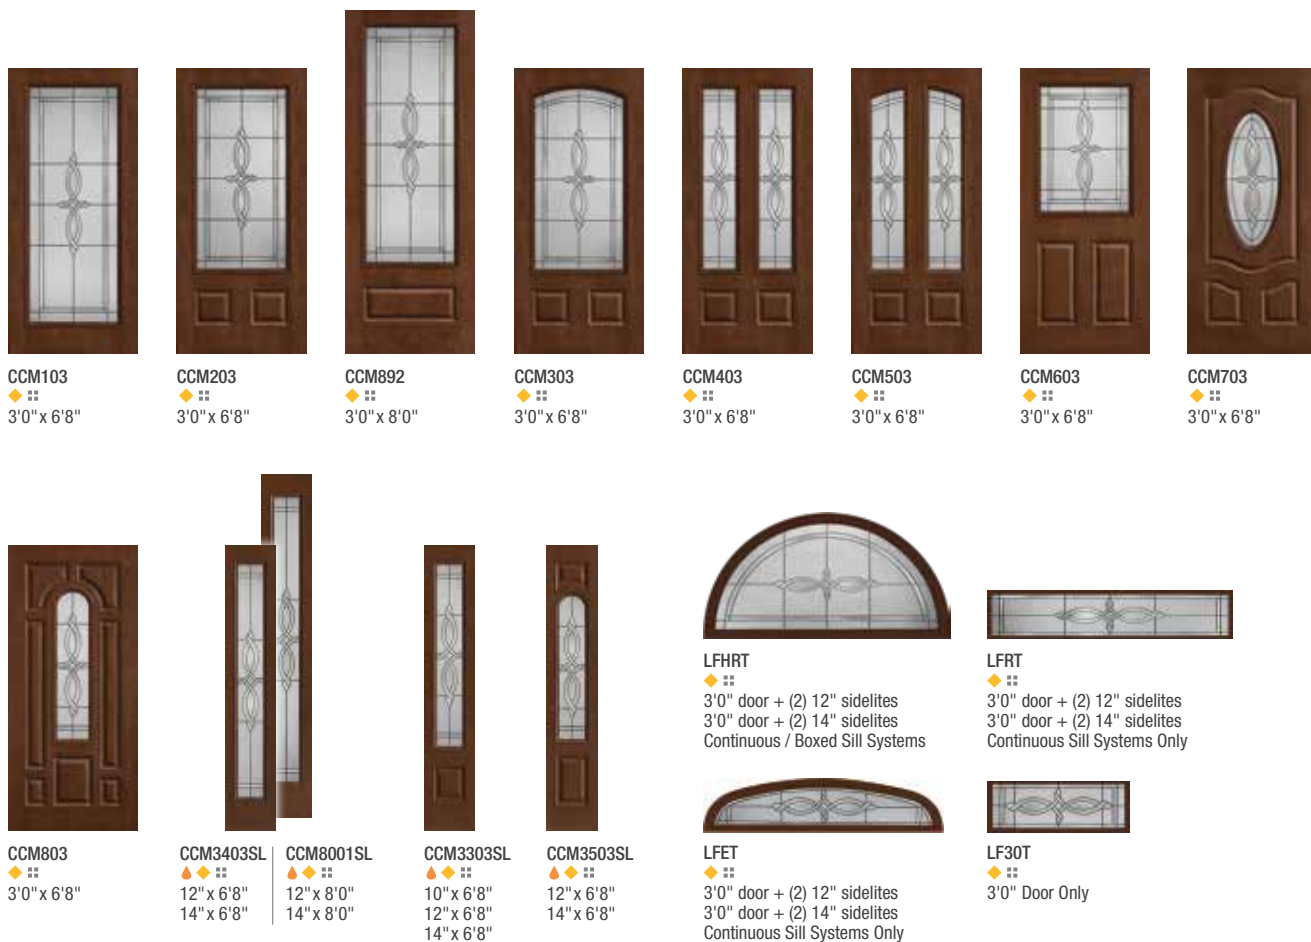 CCM103
3'0" x 6'8"
CCM203
3'0" x 6'8"
CCM892
3'0" x 8'0"
CCM303
3'0" x 6'8"
CCM403
3'0" x 6'8"
CCM503
3'0" x 6'8"
CCM603
3'0" x 6'8"
CCM703
3'0" x 6'8"
CCM803
3'0" x 6'8"
CCM3403SL
12" x 6'8"
14" x 6'8"
CCM8001SL
12" x 8'0"
14" x 8'0"
CCM3303SL
10" x 6'8"
12" x 6'8"
14" x 6'8"
CCM3503SL
12" x 6'8"
14" x 6'8"
LFHRT
3'0" door + (2) 12" sidelites
3'0" door + (2) 14" sidelites
Continuous / Boxed Sill Systems
LFRT
3'0" door + (2) 12" sidelites
3'0" door + (2) 14" sidelites
Continuous Sill Systems Only
LFET
3'0" door + (2) 12" sidelites
3'0" door + (2) 14" sidelites
Continuous Sill Systems Only
LF30T
3'0" Door Only